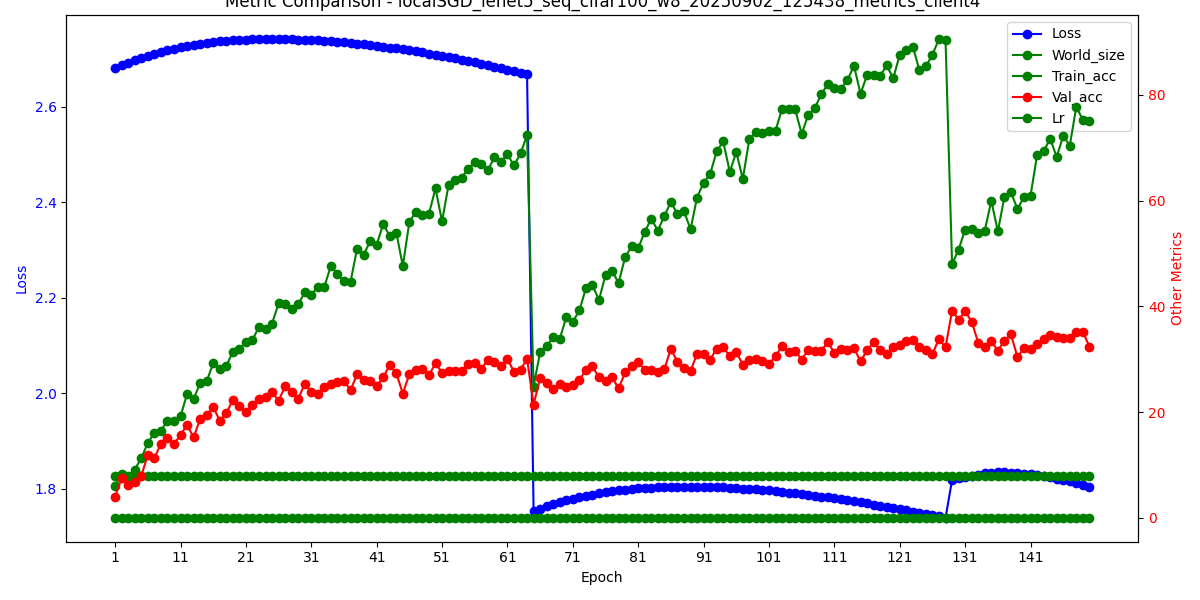 Metric Comparison - localSGD_lenet5_seq_cifar100_w8_20250902_125438_metrics_client4
Loss
World_size
Train_acc
Val_acc
Lr
2.6
2.4
2.2
2.0
1.8
Loss
80
60
40
20
0
Other Metrics
1 11 21 31 41 51 61 71 81 91 101 111 121 131 141
Epoch